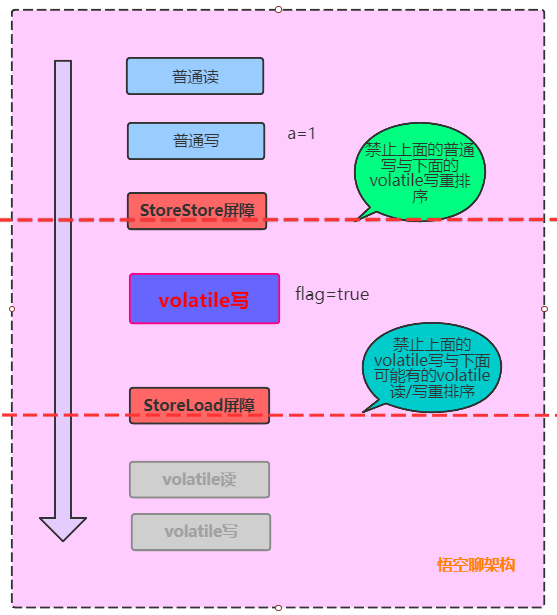 普通读
普通写
a=1
禁止上面的普通
写与下面的
volatile写重排
序
StoreStore屏障
volatile写
flag=true
禁止上面的
volatile写与下面
可能有的volatile
读/写重排序
StoreLoad屏障
volatile读
volatile写
悟空聊架构